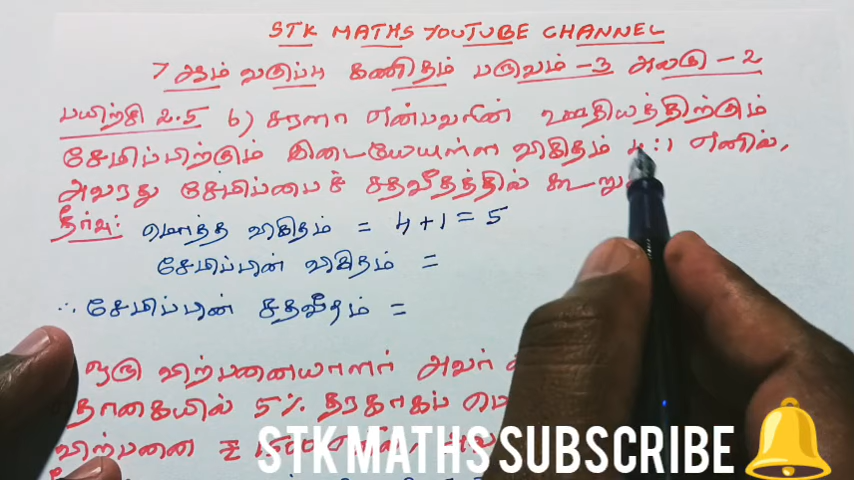 STK MATHS YOUTUBE CHANNEL
7 ஆம் வகுப்பு கணிதம் பருவம் - 3 அலகு - 2
பயிற்சி 2.5 6) சரளா என்பவரின் ஊதியத்திற்கும்
சேமிப்பிற்கும் இடையேயுள்ள விகிதம் 4:1 எனில்,
அவரது சேமிப்பைச் சதவீதத்தில் கூறுக
தீர்வு: மொத்த விகிதம் = 4+1 = 5
சேமிப்பின் விகிதம் =
∴ சேமிப்பின் சதவீதம் =
ஒரு விற்பனையாளர் அவர்
தொகையில் 5% தரகாகப்
விற்பனை ₹
STK MATHS SUBSCRIBE